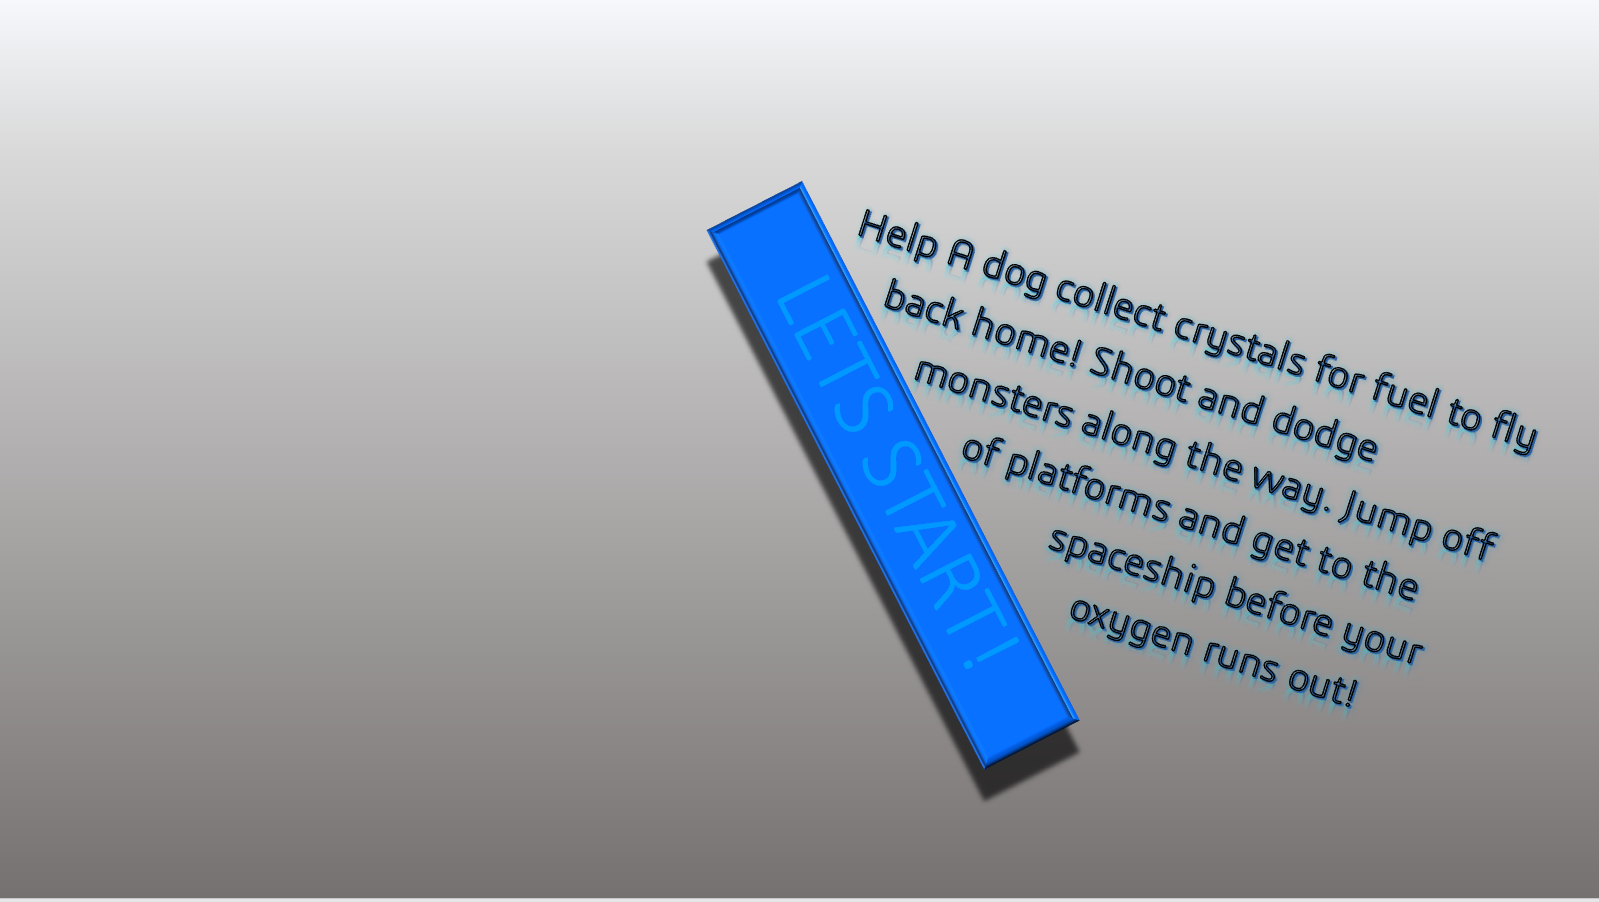 LETS START!
Help A dog collect crystals for fuel to fly
back home! Shoot and dodge
monsters along the way. Jump off
of platforms and get to the
spaceship before your
oxygen runs out!